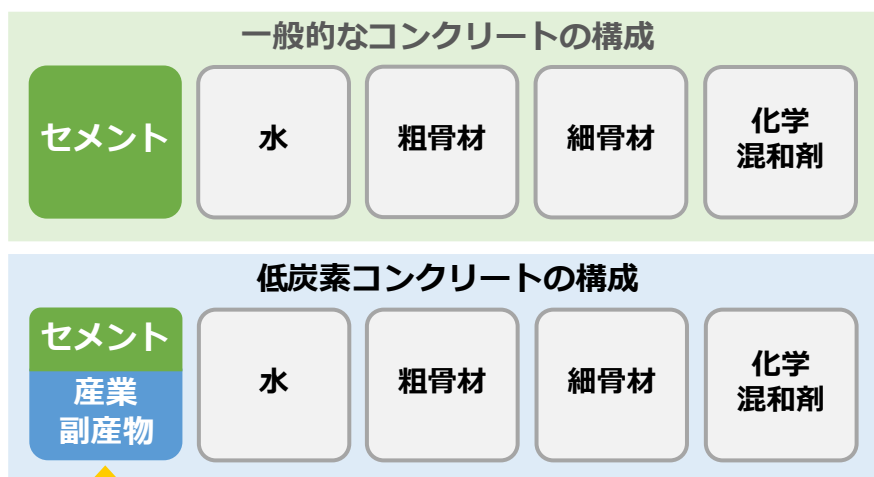 一般的なコンクリートの構成
セメント
水
粗骨材
細骨材
化学
混和剤
低炭素コンクリートの構成
セメント
産業
副産物
水
粗骨材
細骨材
化学
混和剤